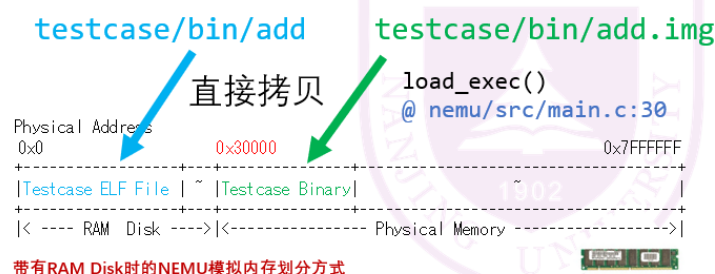 testcase/bin/add
testcase/bin/add.img
直接拷贝
load_exec()
@ nemu/src/main.c:30
Physical Address
0x0 0x30000 0x7FFFFFF
+-------------------+---+----------------+------------------------------------+
|Testcase ELF File | ~ |Testcase Binary| ~ |
+-------------------+---+----------------+------------------------------------+
|< ---- RAM Disk ---->|<---------------- Physical Memory ------------------->|
带有RAM Disk时的NEMU模拟内存划分方式
1902